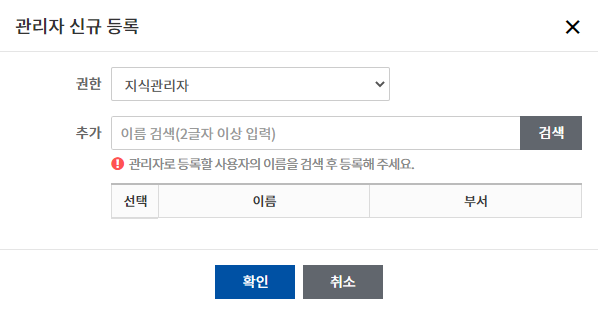 관리자 신규 등록
권한 지식관리자
추가 이름 검색(2글자 이상 입력) 검색
관리자로 등록할 사용자의 이름을 검색 후 등록해 주세요.
선택 이름 부서
확인 취소